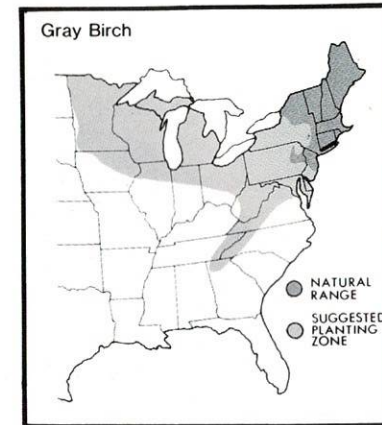 Gray Birch
NATURAL
RANGE
SUGGESTED
PLANTING
ZONE